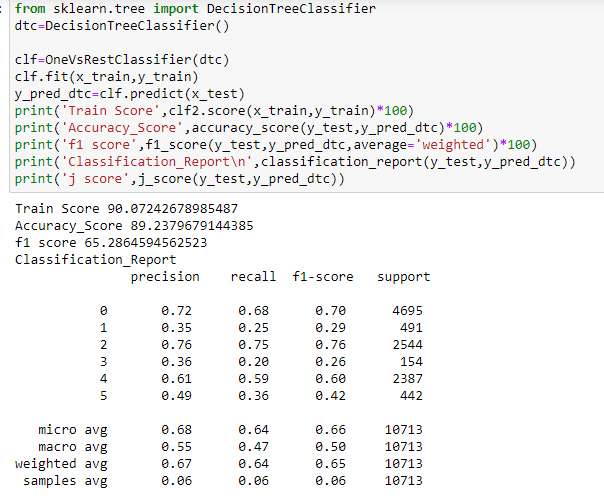 : from sklearn.tree import DecisionTreeClassifier
dtc=DecisionTreeClassifier()
clf=OneVsRestClassifier(dtc)
clf.fit(x_train,y_train)
y_pred_dtc=clf.predict(x_test)
print('Train Score',clf2.score(x_train,y_train)*100)
print('Accuracy_Score',accuracy_score(y_test,y_pred_dtc)*100)
print('f1 score',f1_score(y_test,y_pred_dtc,average='weighted')*100)
print('Classification_Report\n',classification_report(y_test,y_pred_dtc))
print('j score',j_score(y_test,y_pred_dtc))
Train Score 90.07242678985487
Accuracy_Score 89.2379679144385
f1 score 65.2864594562523
Classification_Report
precision recall f1-score support
0 0.72 0.68 0.70 4695
1 0.35 0.25 0.29 491
2 0.76 0.75 0.76 2544
3 0.36 0.20 0.26 154
4 0.61 0.59 0.60 2387
5 0.49 0.36 0.42 442
micro avg 0.68 0.64 0.66 10713
macro avg 0.55 0.47 0.50 10713
weighted avg 0.67 0.64 0.65 10713
samples avg 0.06 0.06 0.06 10713